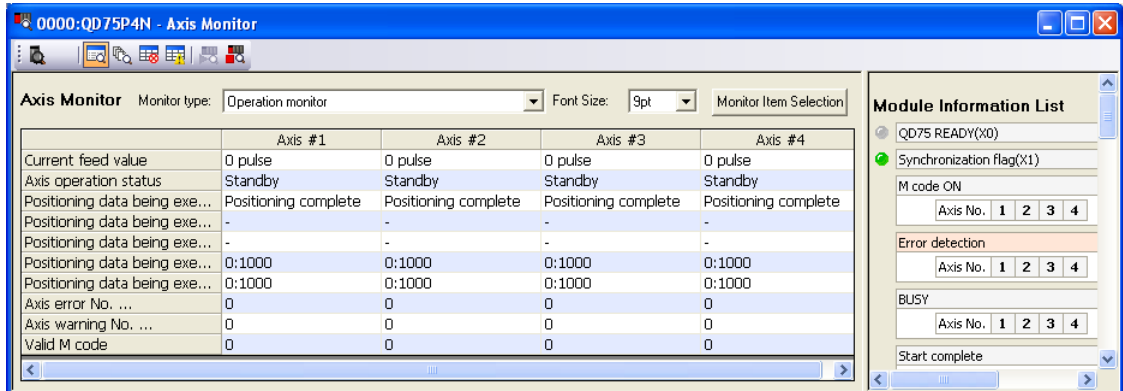 0000:QD75P4N - Axis Monitor
Axis Monitor Monitor type: Operation monitor Font Size: 9pt Monitor Item Selection
Axis #1 Axis #2 Axis #3 Axis #4
Current feed value 0 pulse 0 pulse 0 pulse 0 pulse
Axis operation status Standby Standby Standby Standby
Positioning data being exe... Positioning complete Positioning complete Positioning complete Positioning complete
Positioning data being exe... - - - -
Positioning data being exe... - - - -
Positioning data being exe... 0:1000 0:1000 0:1000 0:1000
Positioning data being exe... 0:1000 0:1000 0:1000 0:1000
Axis error No. ... 0 0 0 0
Axis warning No. ... 0 0 0 0
Valid M code 0 0 0 0
Module Information List
QD75 READY(X0)
Synchronization flag(X1)
M code ON
Axis No. 1 2 3 4
Error detection
Axis No. 1 2 3 4
BUSY
Axis No. 1 2 3 4
Start complete